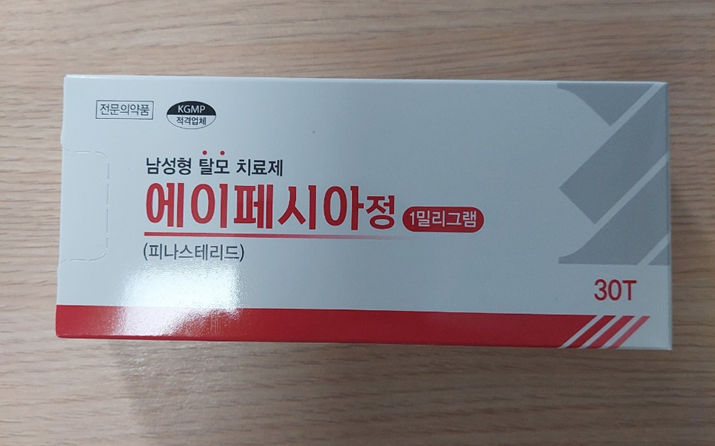 전문의약품
KGMP
적격업체
남성형 탈모 치료제
에이페시아정 1밀리그램
(피나스테리드)
30T